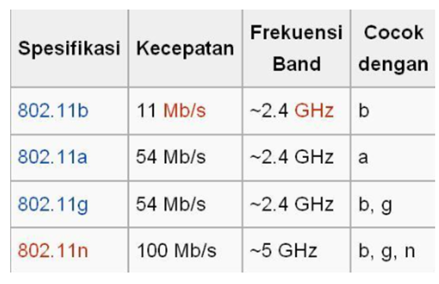 Spesifikasi Kecepatan Frekuensi Band Cocok dengan
802.11b 11 Mb/s ~2.4 GHz b
802.11a 54 Mb/s ~2.4 GHz a
802.11g 54 Mb/s ~2.4 GHz b, g
802.11n 100 Mb/s ~5 GHz b, g, n